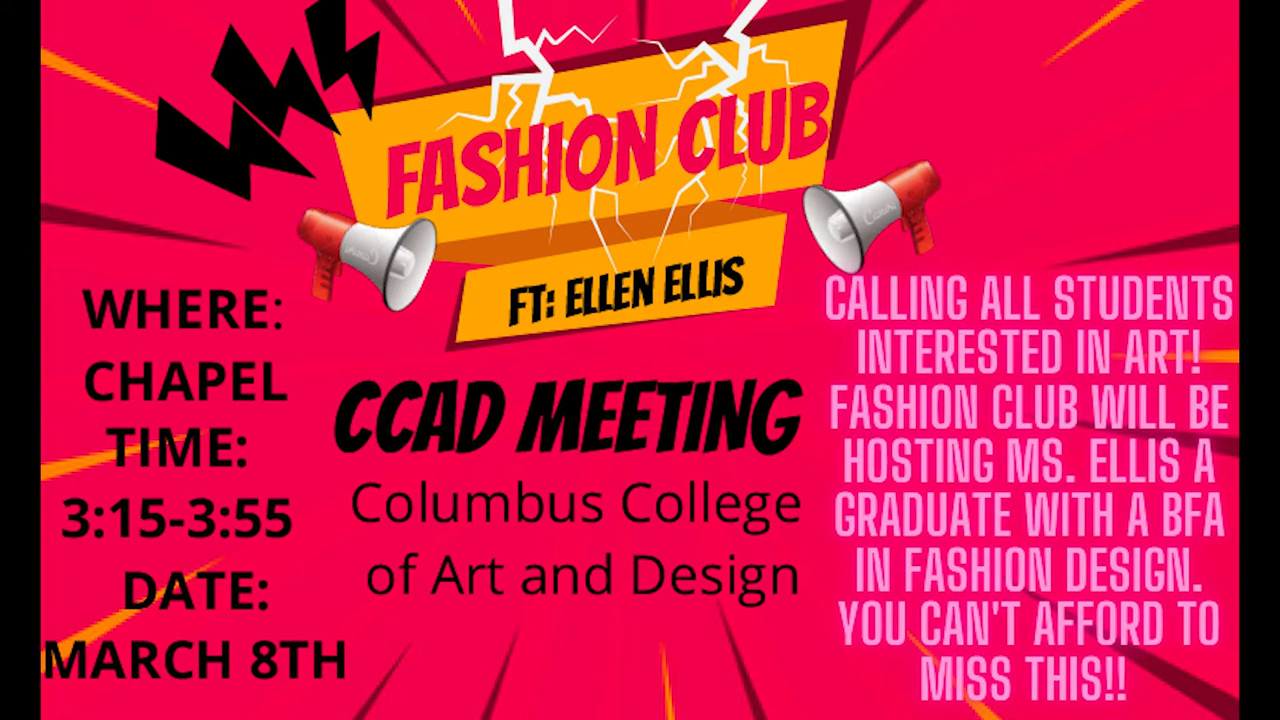 FASHION CLUB
FT: ELLEN ELLIS
WHERE:
CHAPEL
TIME:
3:15-3:55
DATE:
MARCH 8TH
CCAD MEETING
Columbus College
of Art and Design
CALLING ALL STUDENTS
INTERESTED IN ART!
FASHION CLUB WILL BE
HOSTING MS. ELLIS A
GRADUATE WITH A BFA
IN FASHION DESIGN.
YOU CAN'T AFFORD TO
MISS THIS!!